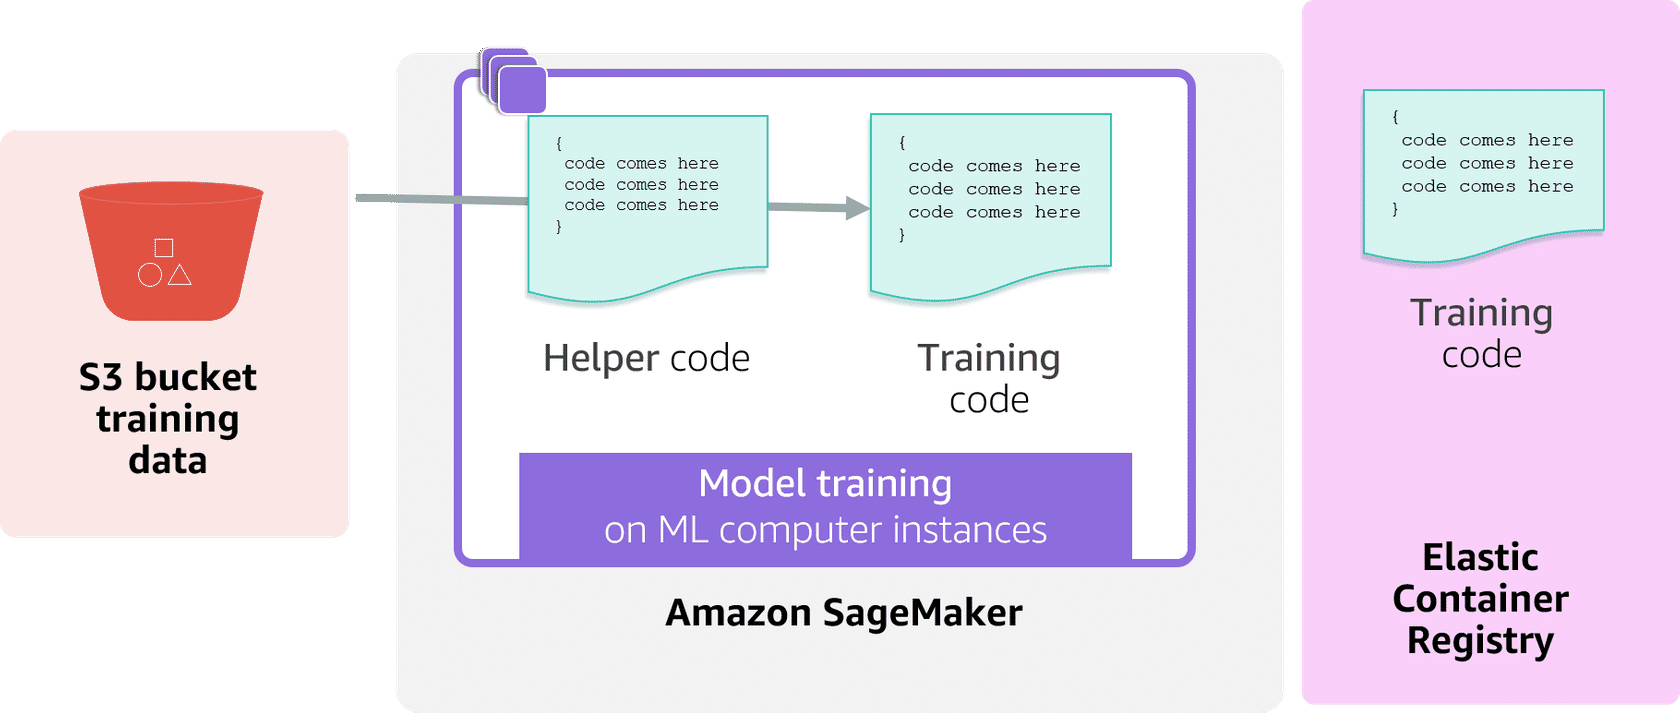 S3 bucket
training
data
{
code comes here
code comes here
code comes here
}
Helper code
{
code comes here
code comes here
code comes here
}
Training
code
Model training
on ML computer instances
Amazon SageMaker
{
code comes here
code comes here
code comes here
}
Training
code
Elastic
Container
Registry